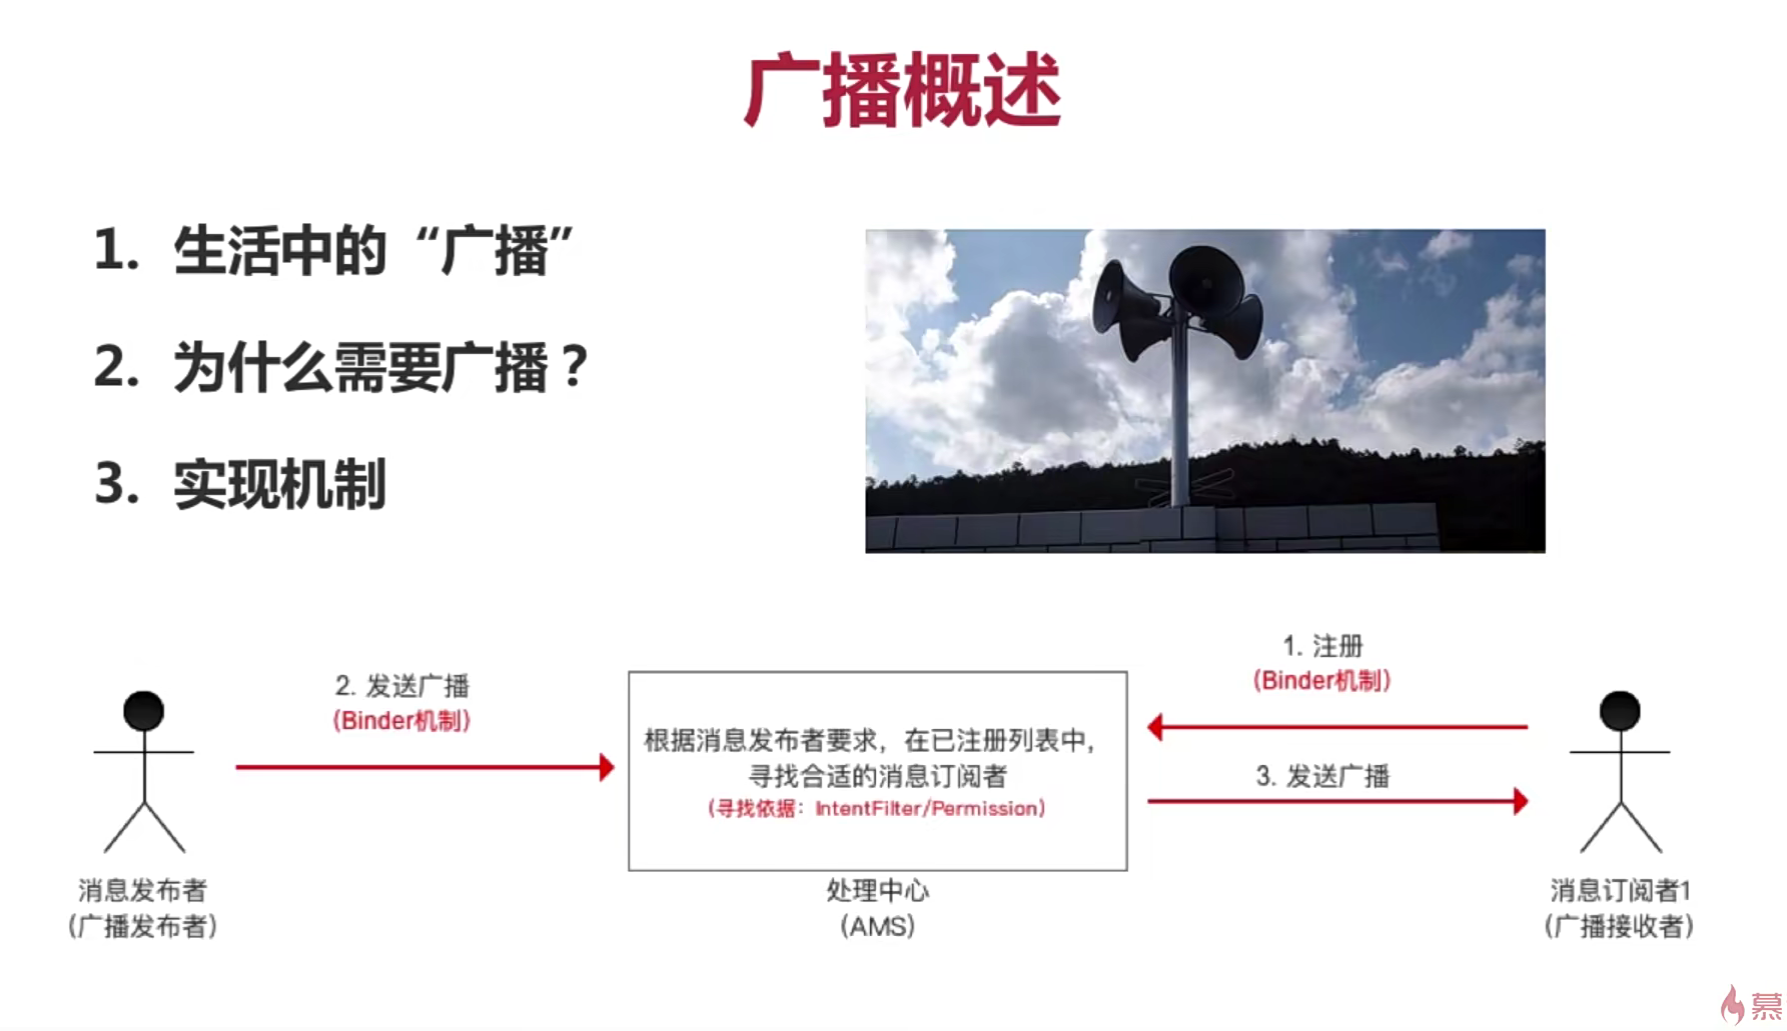 广播概述
1. 生活中的“广播”
2. 为什么需要广播？
3. 实现机制
1. 注册
(Binder机制)
2. 发送广播
(Binder机制)
根据消息发布者要求，在已注册列表中，
寻找合适的消息订阅者
(寻找依据：IntentFilter/Permission)
3. 发送广播
消息发布者
(广播发布者)
处理中心
(AMS)
消息订阅者1
(广播接收者)
慕